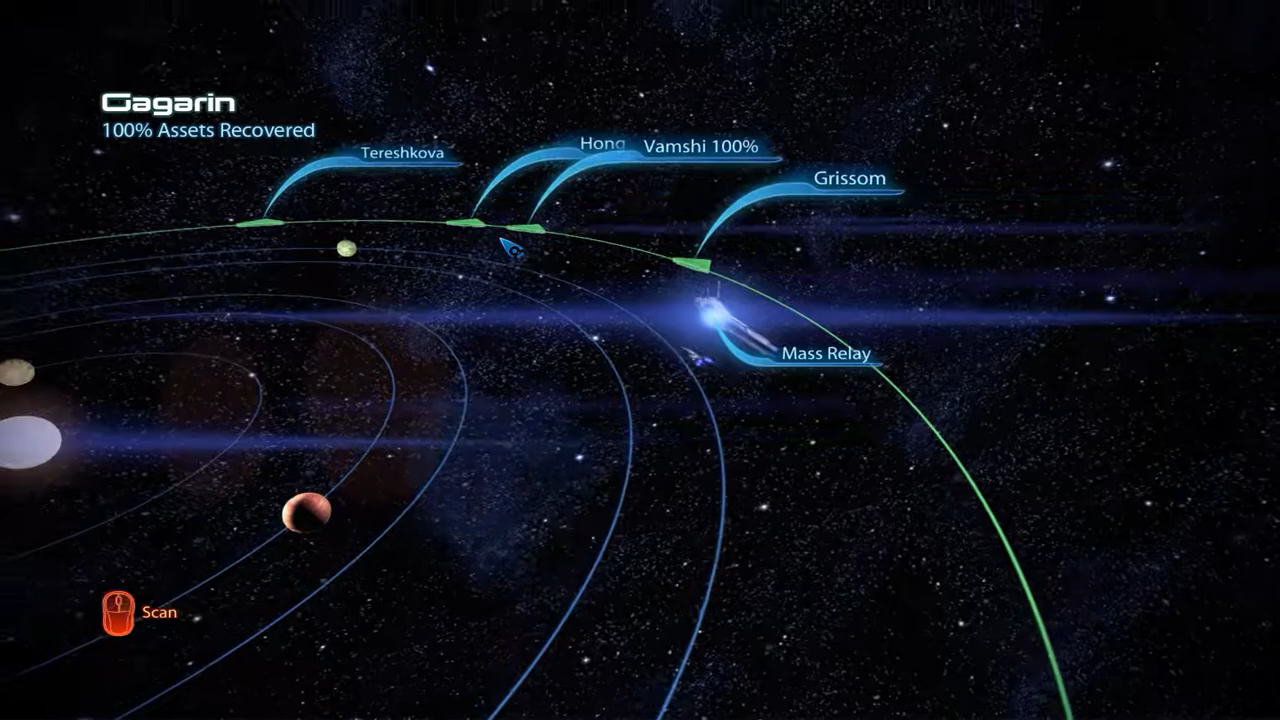 Gagarin
100% Assets Recovered
Tereshkova
Hong
Vamshi 100%
Grissom
Mass Relay
Scan